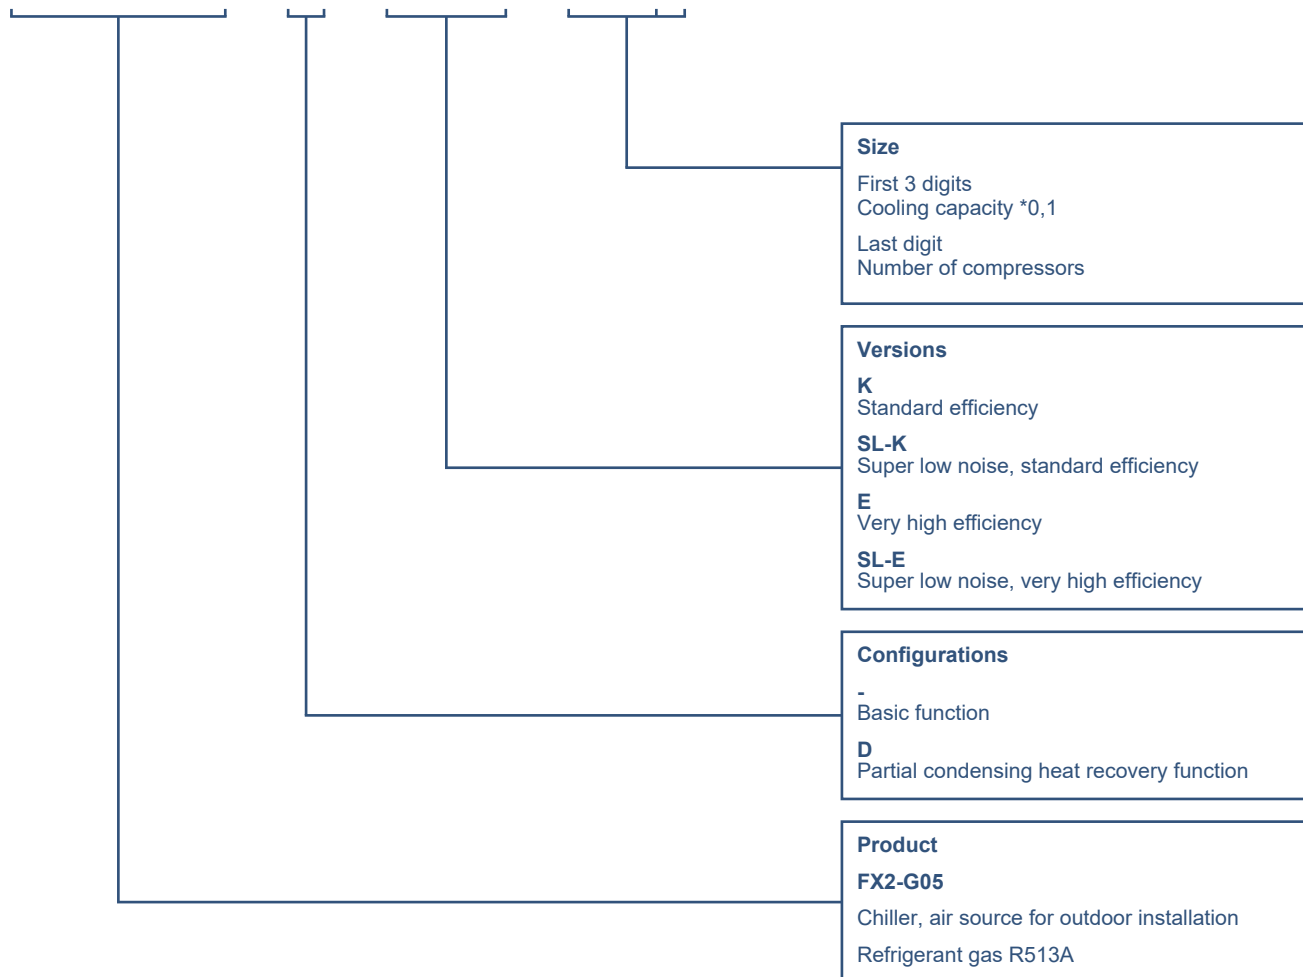 Size
First 3 digits
Cooling capacity *0,1
Last digit
Number of compressors
Versions
K
Standard efficiency
SL-K
Super low noise, standard efficiency
E
Very high efficiency
SL-E
Super low noise, very high efficiency
Configurations
-
Basic function
D
Partial condensing heat recovery function
Product
FX2-G05
Chiller, air source for outdoor installation
Refrigerant gas R513A